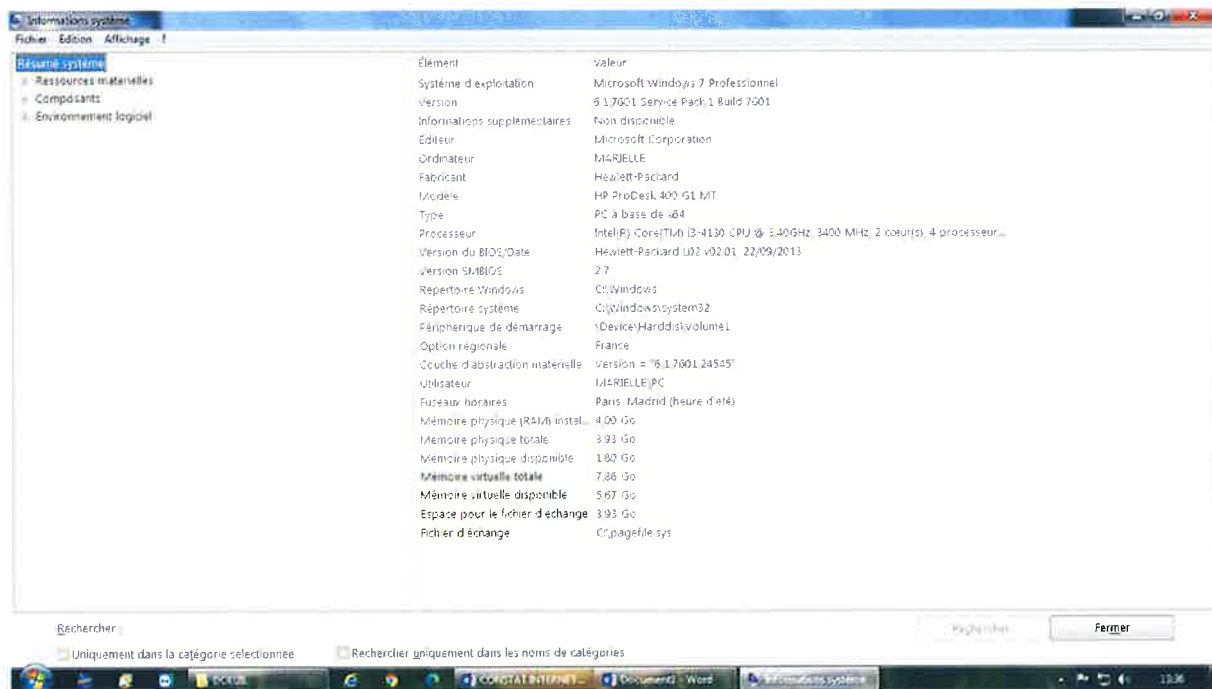 Informations système
Fichier Edition Affichage ?
Résumé système
Ressources matérielles
Composants
Environnement logiciel
Élément Valeur
Système d'exploitation Microsoft Windows 7 Professionnel
Version 6.1.7601 Service Pack 1 Build 7601
Informations supplémentaires Non disponible
Éditeur Microsoft Corporation
Ordinateur MARJELLE
Fabricant Hewlett-Packard
Modèle HP ProDesk 400 G1 MT
Type PC à base de x64
Processeur Intel(R) Core(TM) i3-4130 CPU @ 3.40GHz, 3400 MHz, 2 cœur(s), 4 processeur...
Version du BIOS/Date Hewlett-Packard L02 v02.01, 22/09/2013
Version SMBIOS 2.7
Répertoire Windows C:\Windows
Répertoire système C:\Windows\system32
Périphérique de démarrage \Device\HarddiskVolume1
Option régionale France
Couche d'abstraction matérielle Version = "6.1.7601.24545"
Utilisateur MARJELLE\PC
Fuseaux horaires Paris, Madrid (heure d'été)
Mémoire physique (RAM) instal... 4,00 Go
Mémoire physique totale 3,93 Go
Mémoire physique disponible 1,80 Go
Mémoire virtuelle totale 7,86 Go
Mémoire virtuelle disponible 5,67 Go
Espace pour le fichier d'échange 3,93 Go
Fichier d'échange C:\pagefile.sys
Rechercher :
Rechercher
Fermer
Uniquement dans la catégorie sélectionnée
Rechercher uniquement dans les noms de catégories
CONSTAT INTERNET... Document1 - Word Informations système